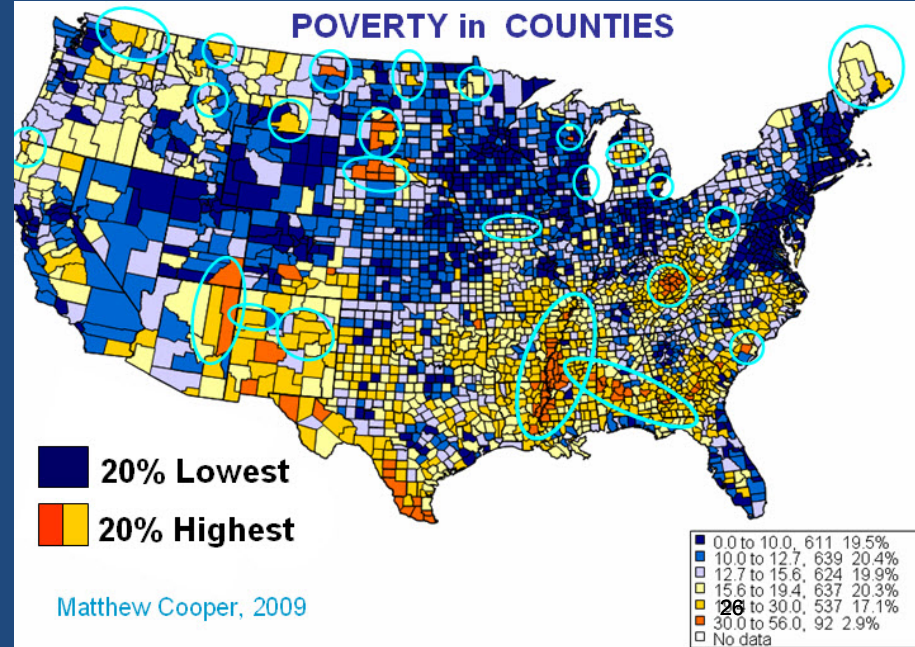 POVERTY in COUNTIES
20% Lowest
20% Highest
Matthew Cooper, 2009
0.0 to 10.0, 611 19.5%
10.0 to 12.7, 639 20.4%
12.7 to 15.6, 624 19.9%
15.6 to 19.4, 637 20.3%
26 to 30.0, 537 17.1%
30.0 to 56.0, 92 2.9%
No data